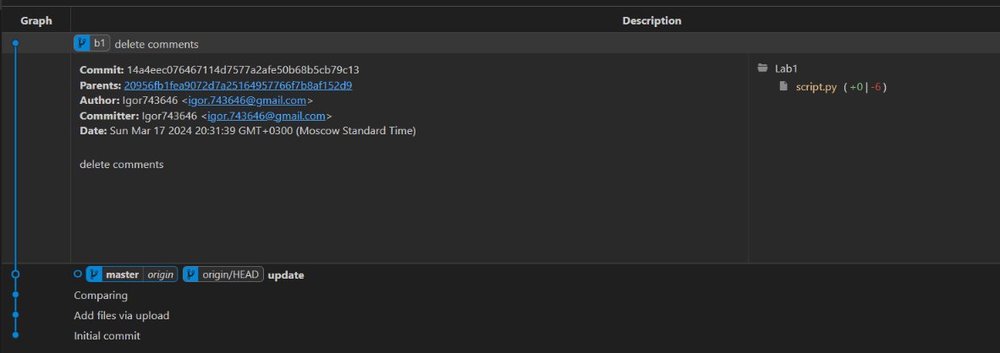 Graph Description
b1 delete comments
Commit: 14a4eec076467114d7577a2afe50b68b5cb79c13
Parents: 20956fb1fea9072d7a25164957766f7b8af152d9
Author: Igor743646 <igor.743646@gmail.com>
Committer: Igor743646 <igor.743646@gmail.com>
Date: Sun Mar 17 2024 20:31:39 GMT+0300 (Moscow Standard Time)
delete comments
Lab1
script.py ( +0 | -6 )
master origin origin/HEAD update
Comparing
Add files via upload
Initial commit